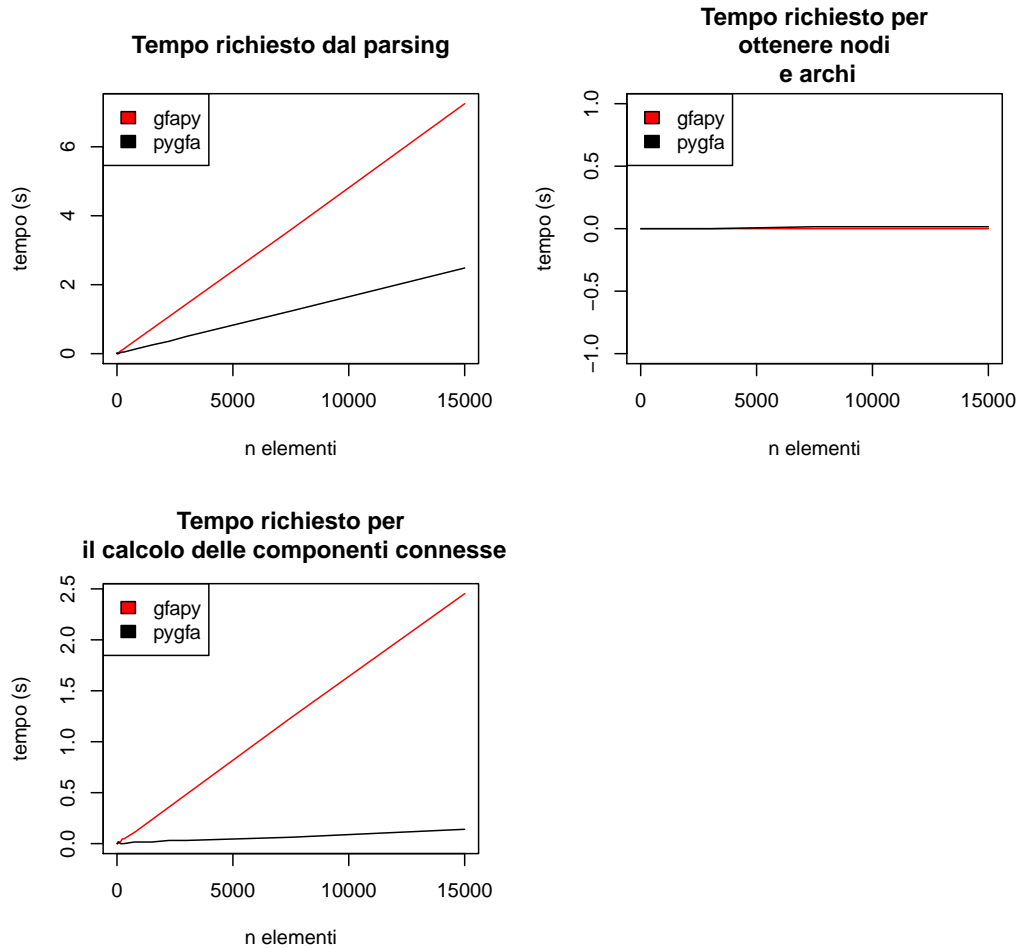 Tempo richiesto dal parsing
gfapy
pygfa
tempo (s)
0
2
4
6
0 5000 10000 15000
n elementi
Tempo richiesto per
ottenere nodi
e archi
gfapy
pygfa
tempo (s)
−1.0
−0.5
0.0
0.5
1.0
0 5000 10000 15000
n elementi
Tempo richiesto per
il calcolo delle componenti connesse
gfapy
pygfa
tempo (s)
0.0
0.5
1.0
1.5
2.0
2.5
0 5000 10000 15000
n elementi